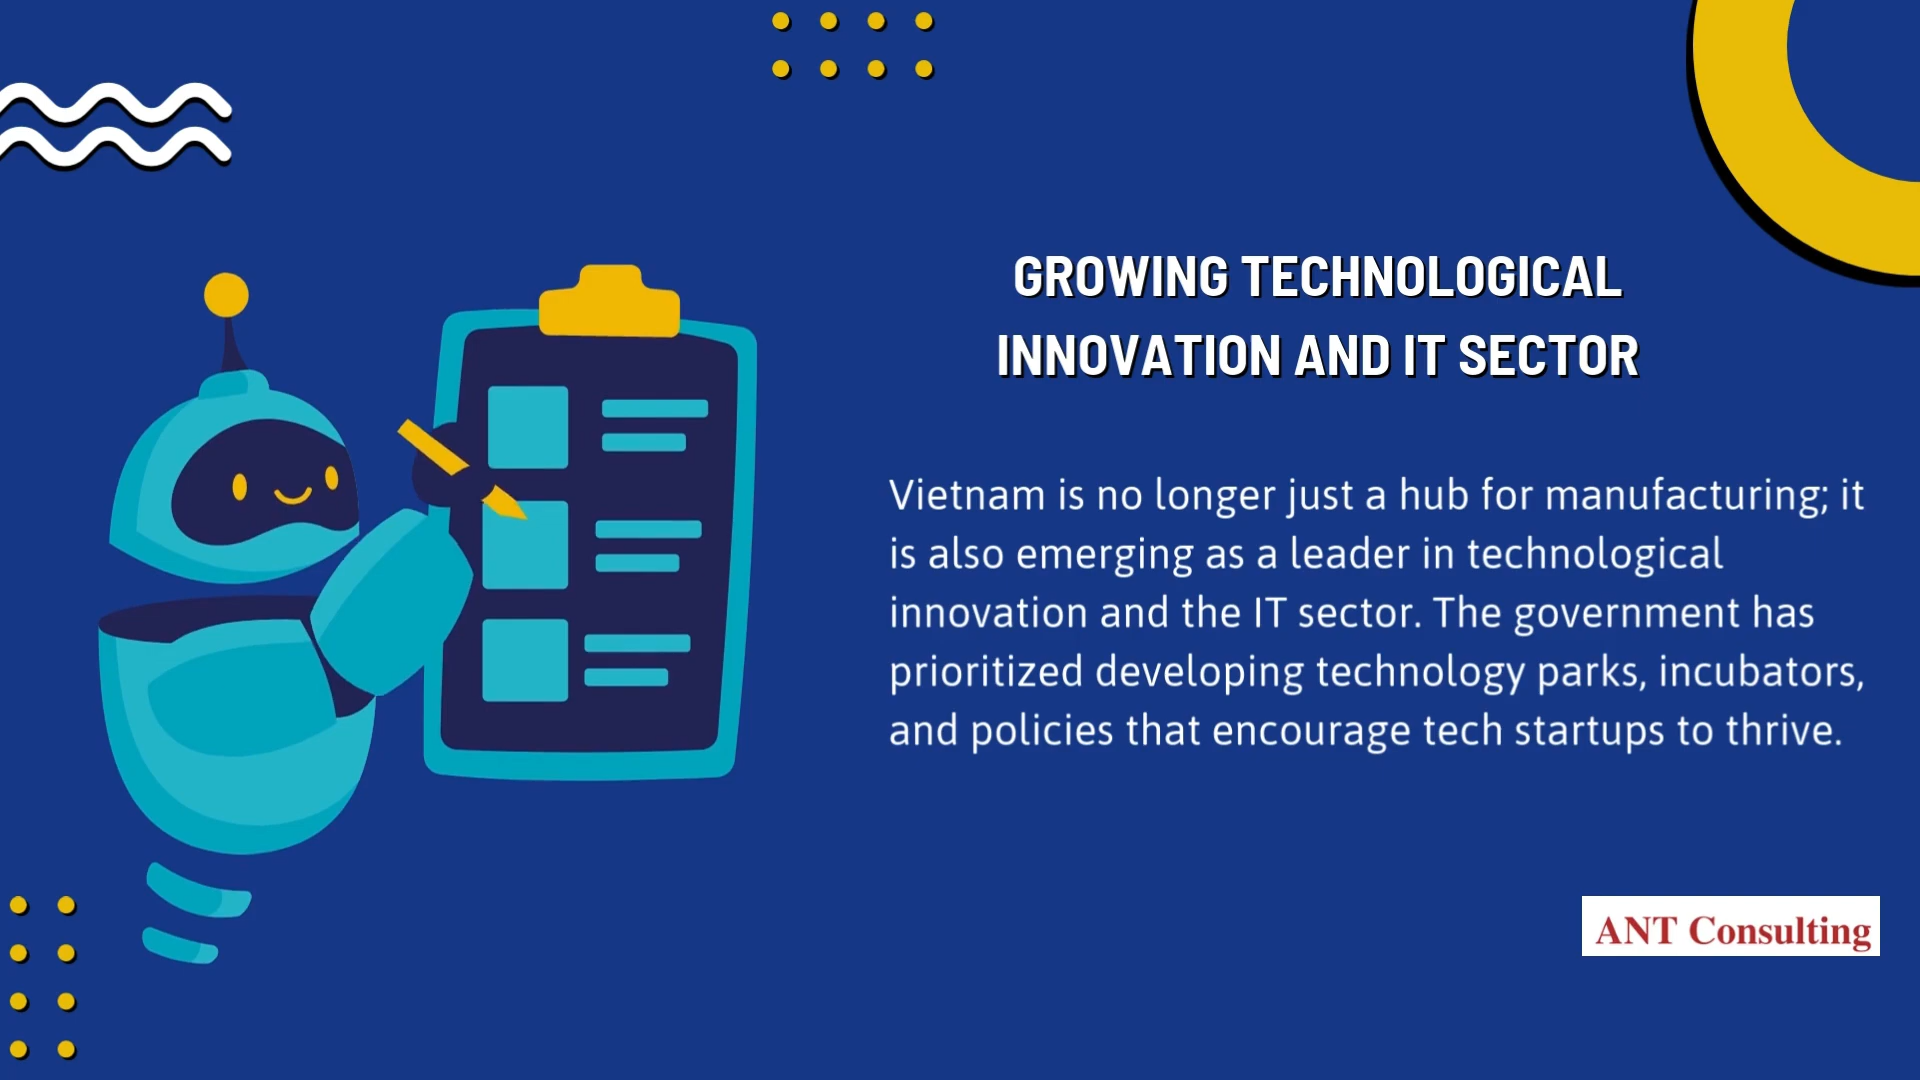 GROWING TECHNOLOGICAL
INNOVATION AND IT SECTOR
Vietnam is no longer just a hub for manufacturing; it
is also emerging as a leader in technological
innovation and the IT sector. The government has
prioritized developing technology parks, incubators,
and policies that encourage tech startups to thrive.
ANT Consulting